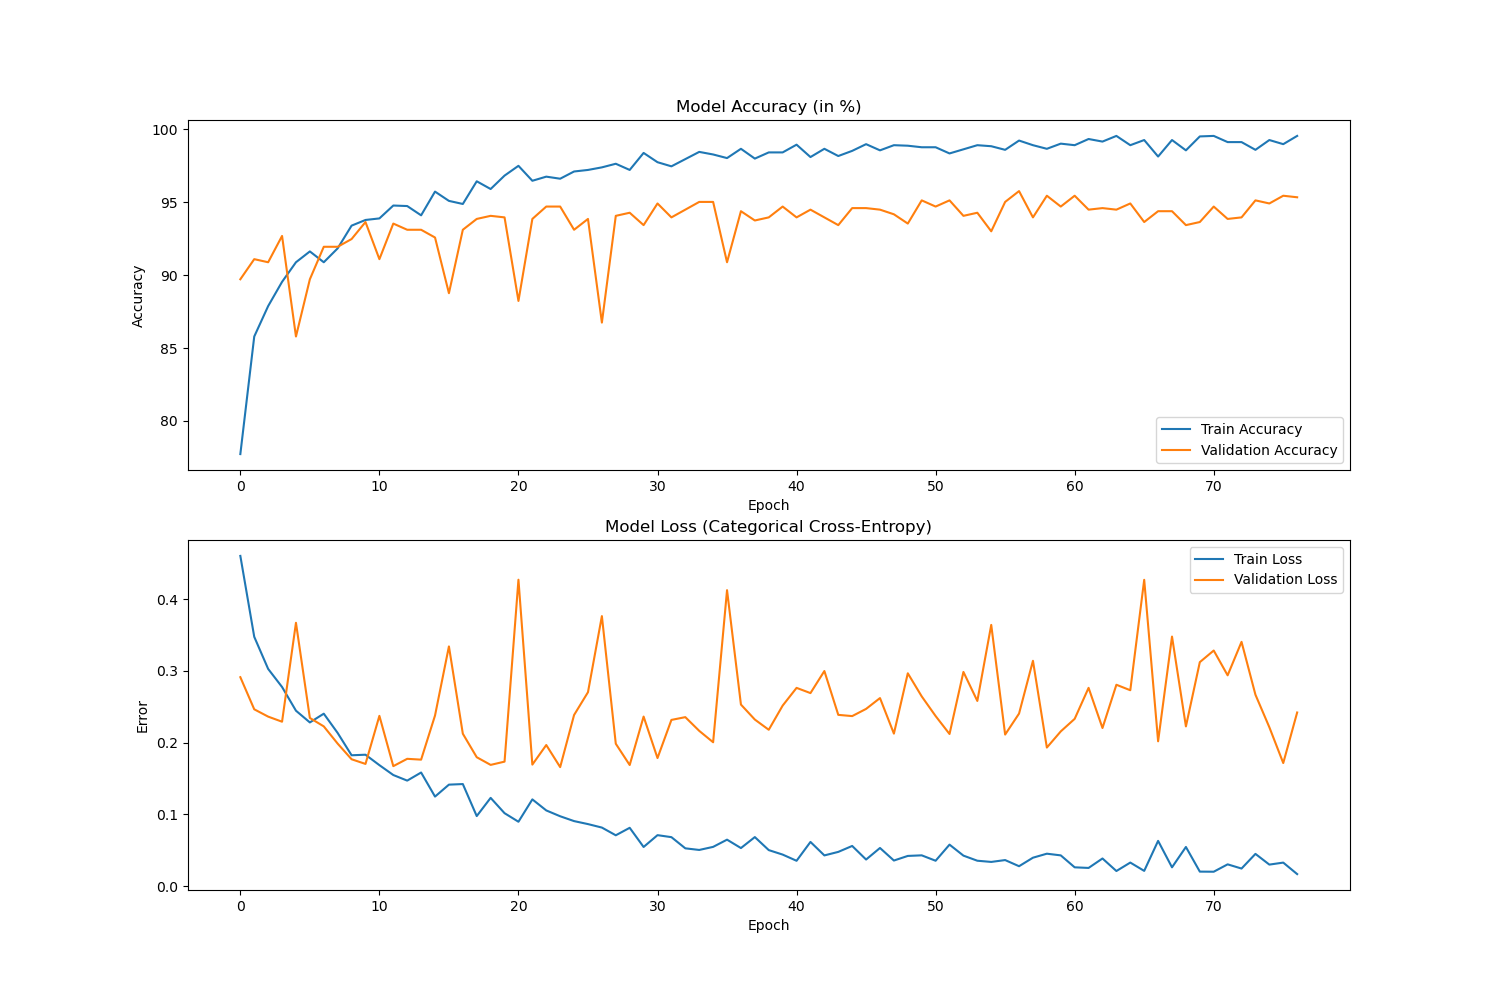 Model Accuracy (in %)
100
95
90
85
80
Accuracy
Train Accuracy
Validation Accuracy
0 10 20 30 40 50 60 70
Epoch
Model Loss (Categorical Cross-Entropy)
Train Loss
Validation Loss
0.4
0.3
0.2
0.1
0.0
Error
0 10 20 30 40 50 60 70
Epoch